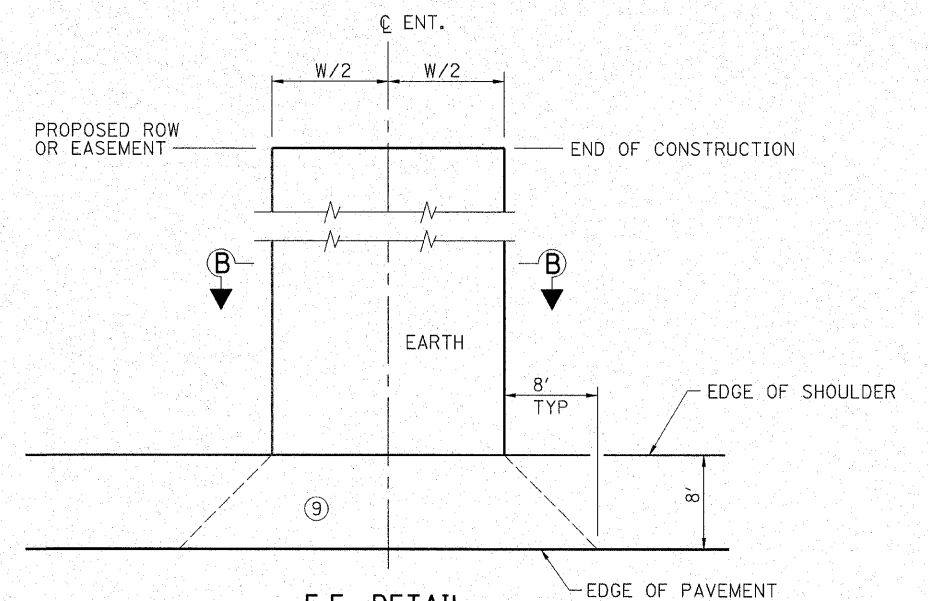 ℄ ENT.
W/2 W/2
PROPOSED ROW
OR EASEMENT
END OF CONSTRUCTION
B B
EARTH
8'
TYP
EDGE OF SHOULDER
8'
9
EDGE OF PAVEMENT
DETAIL